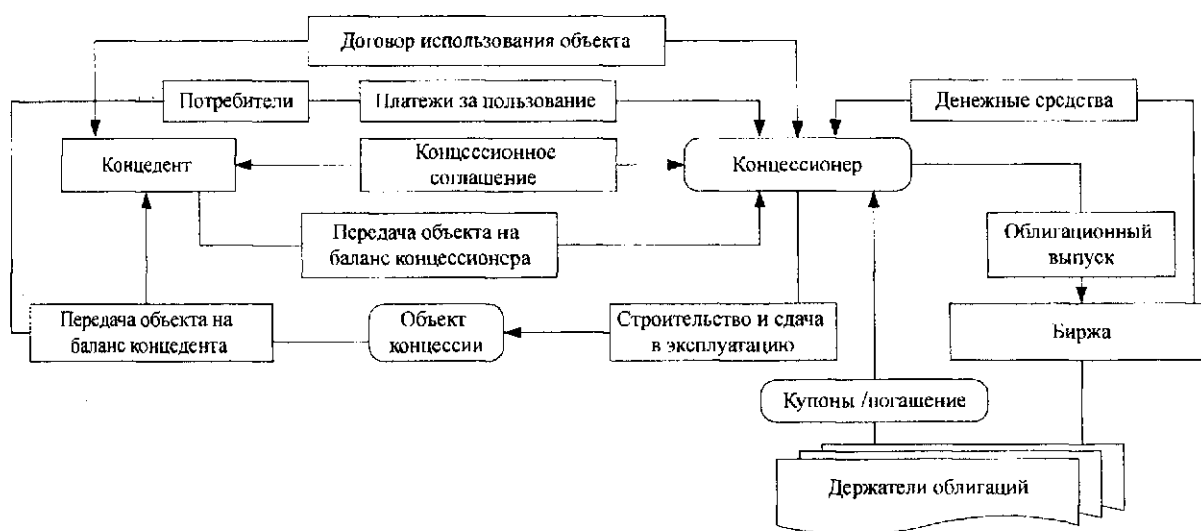 Договор использования объекта
Потребители
Платежи за пользование
Денежные средства
Концедент
Концессионное
соглашение
Концессионер
Передача объекта на
баланс концессионера
Облигационный
выпуск
Передача объекта на
баланс концедента
Объект
концессии
Строительство и сдача
в эксплуатацию
Биржа
Купоны /погашение
Держатели облигаций